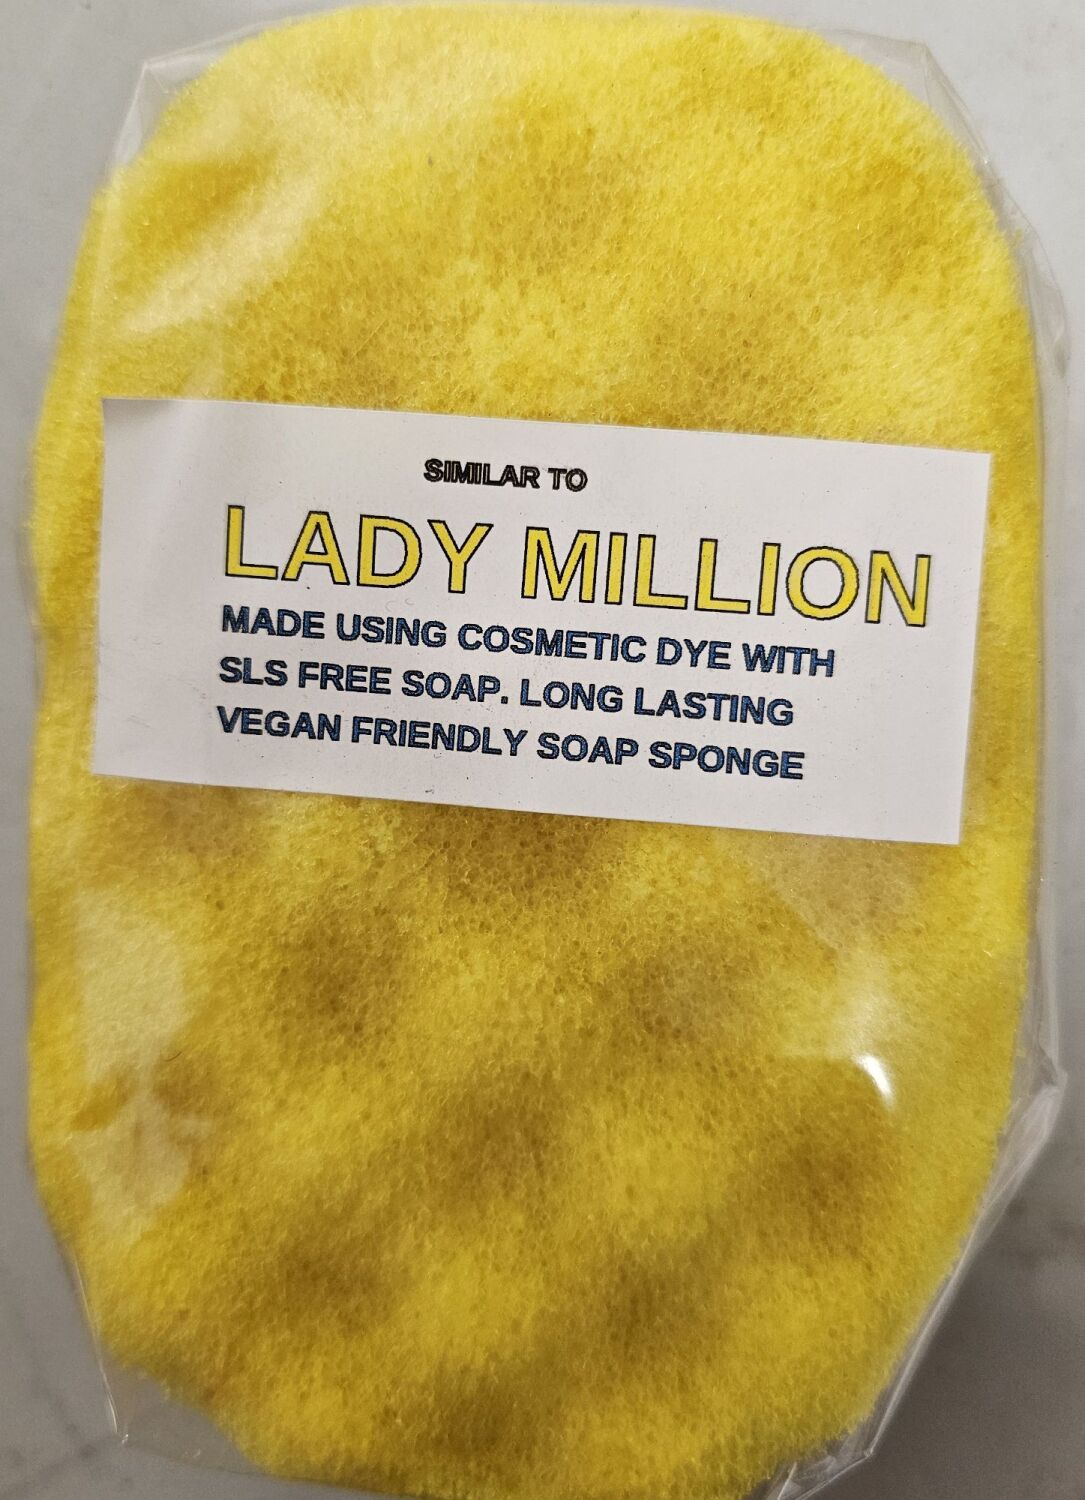 SIMILAR TO
LADY MILLION
MADE USING COSMETIC DYE WITH
SLS FREE SOAP. LONG LASTING
VEGAN FRIENDLY SOAP SPONGE